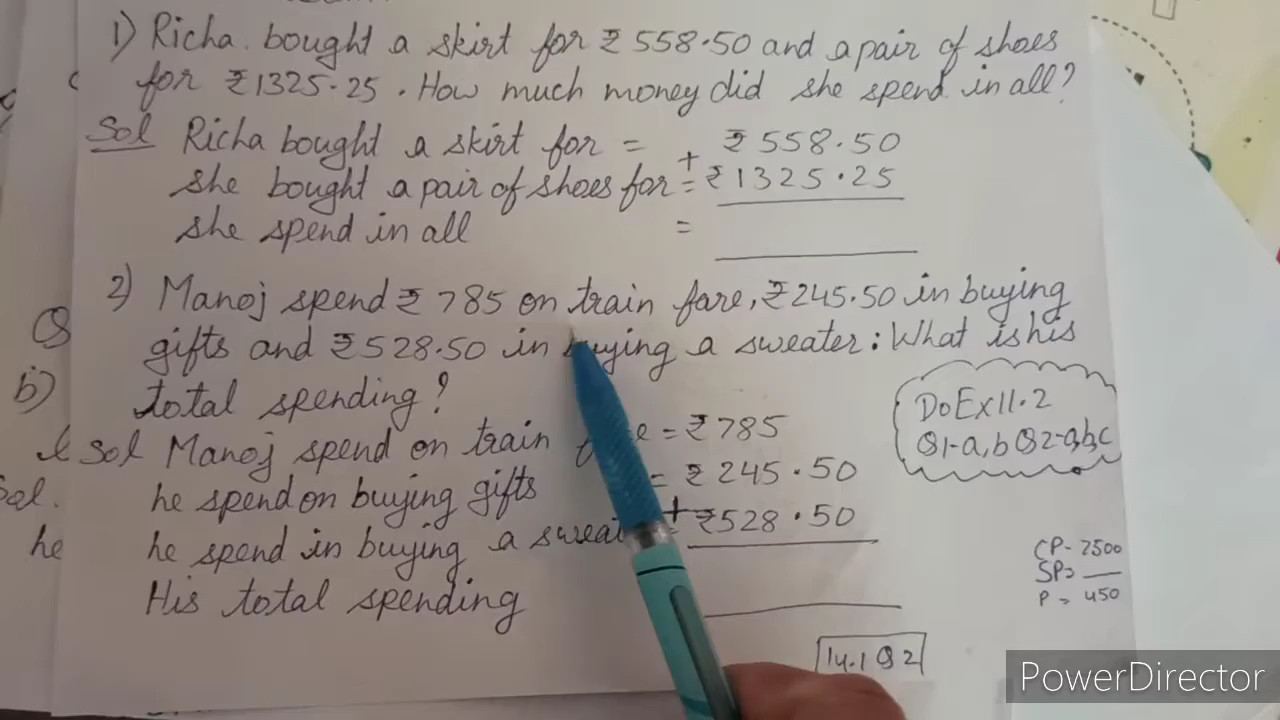 1) Richa. bought a skirt for ₹ 558.50 and a pair of shoes
for ₹1325.25. How much money did she spend in all?
Sol Richa bought a skirt for = ₹558.50
she bought a pair of shoes for = + ₹1325.25
she spend in all =
2) Manoj spend ₹ 785 on train fare, ₹245.50 in buying
gifts and ₹528.50 in buying a sweater: What is his
total spending?
Sol Manoj spend on train = ₹785
he spend on buying gifts = ₹245.50
he spend in buying a = + ₹528.50
His total spending
Do Ex 11.2
Q1-a,b Q2-a,b,c
CP- 2500
SP=
P = 450
14.1 Q2
Q
b)
Sol.
he
PowerDirector